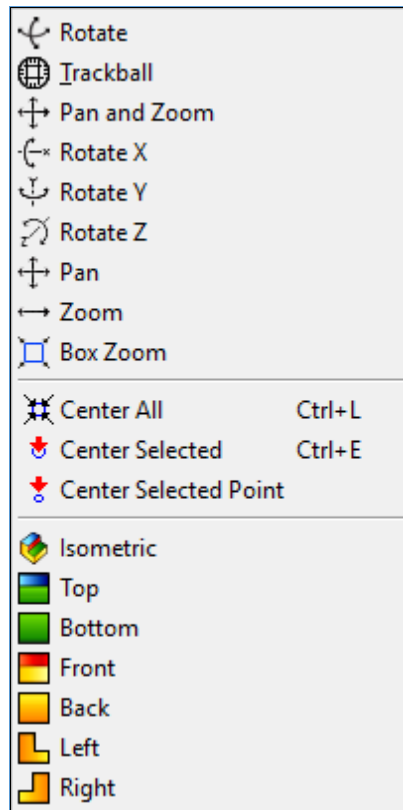 Rotate
Trackball
Pan and Zoom
Rotate X
Rotate Y
Rotate Z
Pan
Zoom
Box Zoom
Center All Ctrl+L
Center Selected Ctrl+E
Center Selected Point
Isometric
Top
Bottom
Front
Back
Left
Right